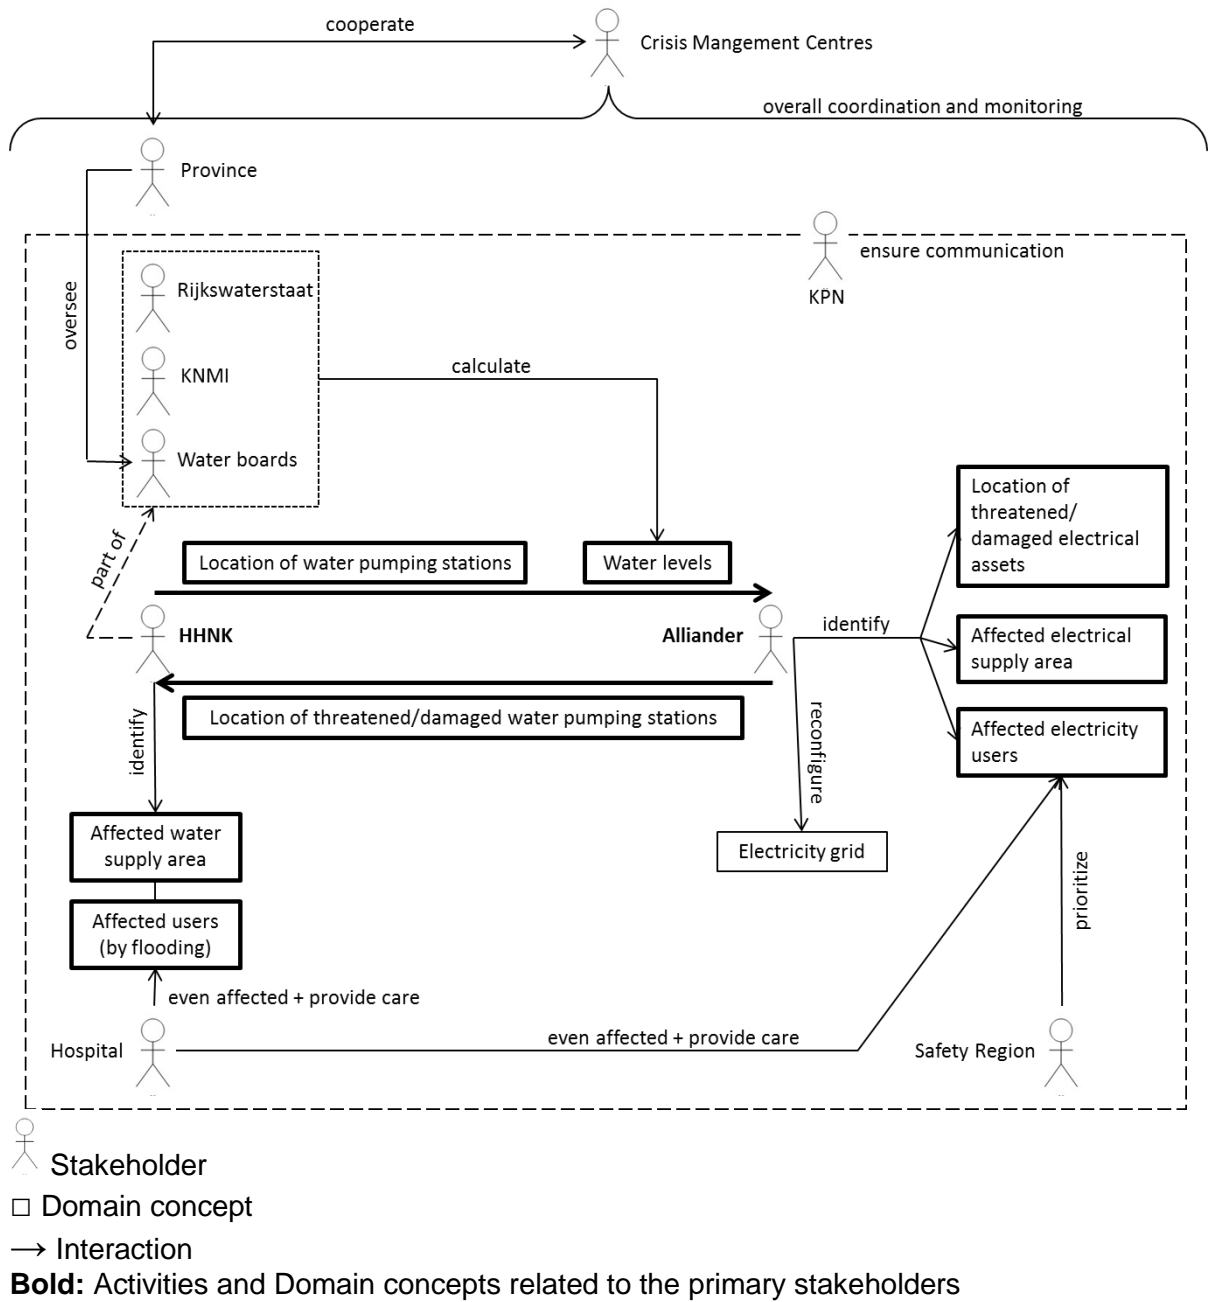 cooperate
Crisis Mangement Centres
overall coordination and monitoring
Province
ensure communication
KPN
oversee
Rijkswaterstaat
KNMI
Water boards
calculate
part of
Location of water pumping stations
Water levels
Location of
threatened/
damaged electrical
assets
HHNK
Alliander
identify
Affected electrical
supply area
Location of threatened/damaged water pumping stations
Affected electricity
users
identify
reconfigure
Affected water
supply area
Electricity grid
Affected users
(by flooding)
prioritize
even affected + provide care
Hospital
even affected + provide care
Safety Region
Stakeholder
□ Domain concept
→ Interaction
Bold: Activities and Domain concepts related to the primary stakeholders